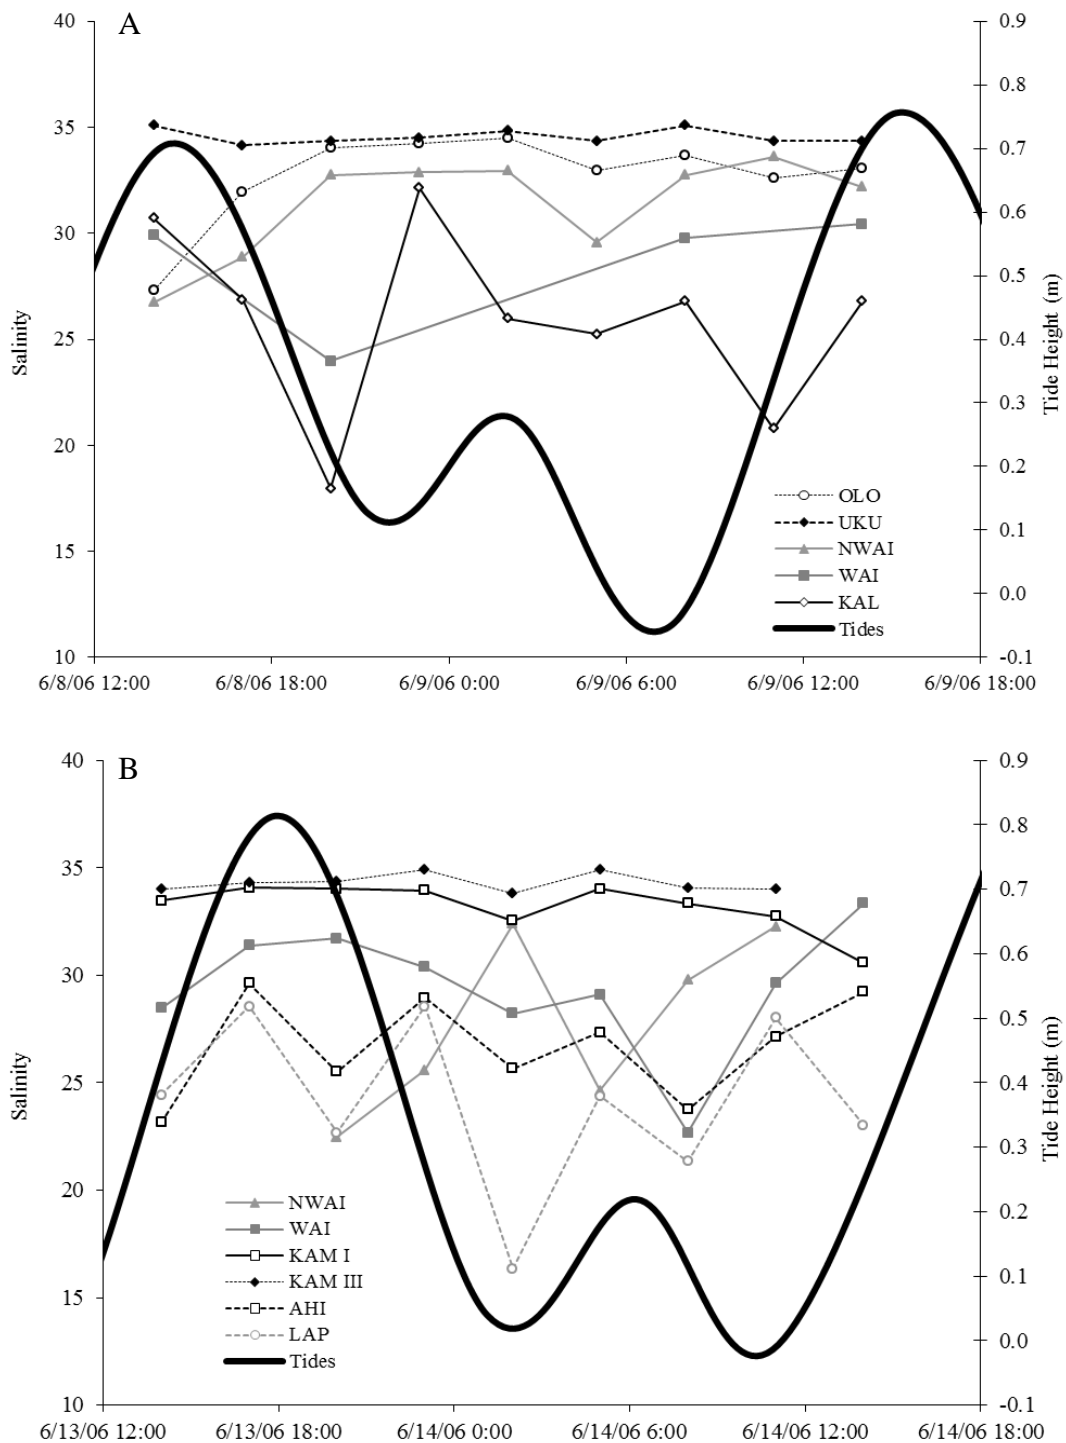 A
40
35
30
25
20
15
10
Salinity
0.9
0.8
0.7
0.6
0.5
0.4
0.3
0.2
0.1
0.0
-0.1
Tide Height (m)
OLO
UKU
NWAI
WAI
KAL
Tides
6/8/06 12:00 6/8/06 18:00 6/9/06 0:00 6/9/06 6:00 6/9/06 12:00 6/9/06 18:00
B
40
35
30
25
20
15
10
Salinity
0.9
0.8
0.7
0.6
0.5
0.4
0.3
0.2
0.1
0.0
-0.1
Tide Height (m)
NWAI
WAI
KAM I
KAM III
AHI
LAP
Tides
6/13/06 12:00 6/13/06 18:00 6/14/06 0:00 6/14/06 6:00 6/14/06 12:00 6/14/06 18:00